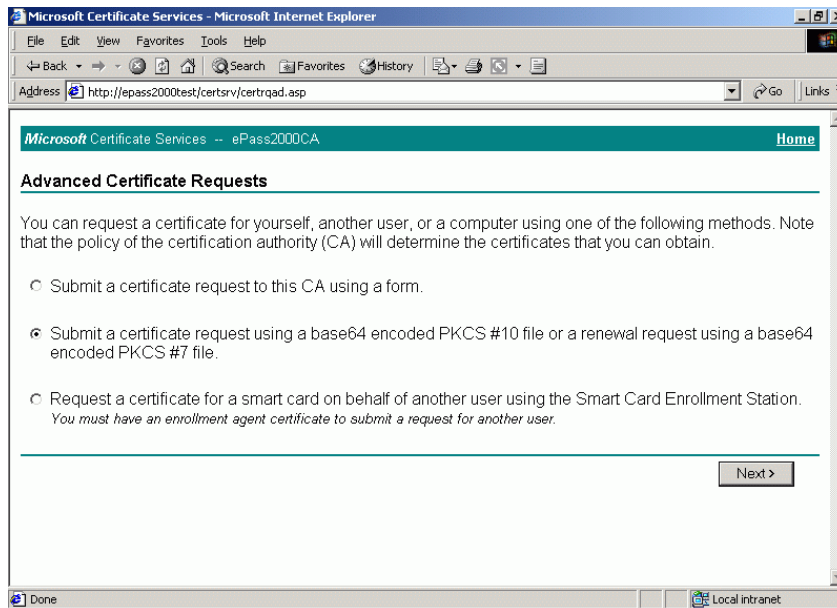 Microsoft Certificate Services - Microsoft Internet Explorer
File Edit View Favorites Tools Help
Back Search Favorites History
Address http://epass2000test/certsrv/certrqad.asp Go Links
Microsoft Certificate Services -- ePass2000CA Home
Advanced Certificate Requests
You can request a certificate for yourself, another user, or a computer using one of the following methods. Note
that the policy of the certification authority (CA) will determine the certificates that you can obtain.
Submit a certificate request to this CA using a form.
Submit a certificate request using a base64 encoded PKCS #10 file or a renewal request using a base64
encoded PKCS #7 file.
Request a certificate for a smart card on behalf of another user using the Smart Card Enrollment Station.
You must have an enrollment agent certificate to submit a request for another user.
Next >
Done Local intranet